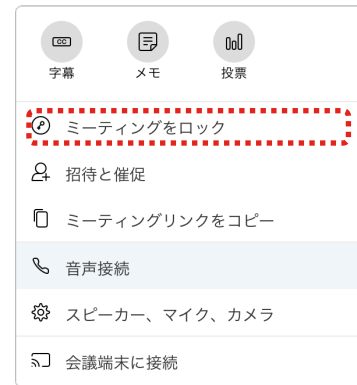 CC
字幕
メモ
投票
ミーティングをロック
招待と催促
ミーティングリンクをコピー
音声接続
スピーカー、マイク、カメラ
会議端末に接続